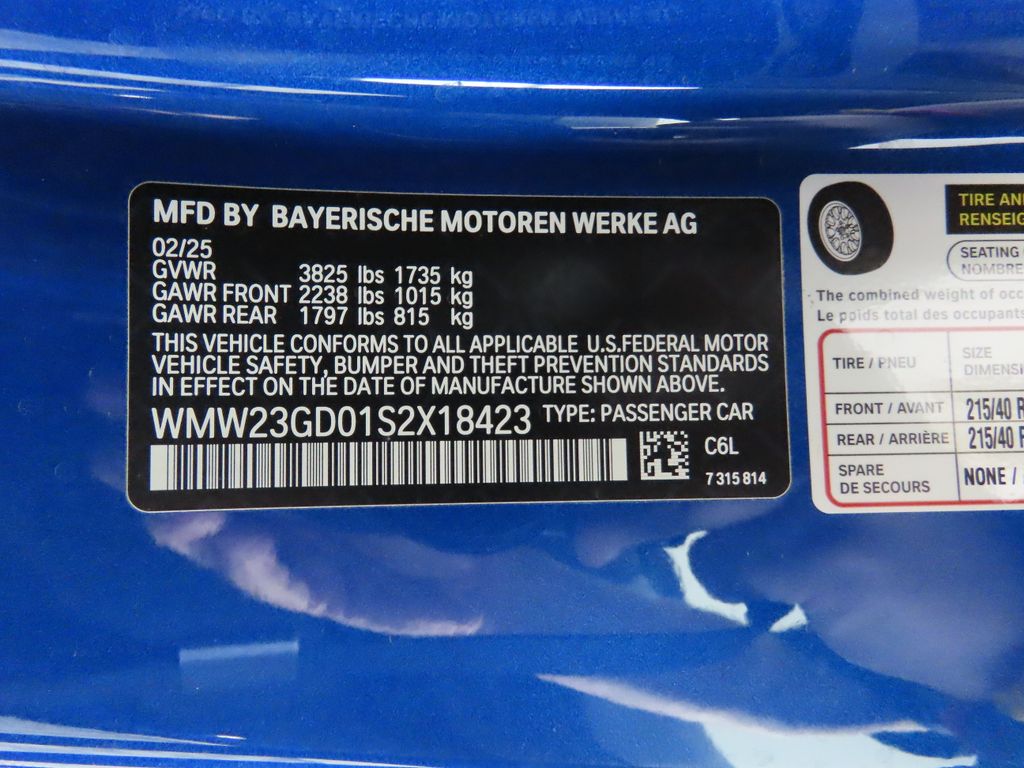 MFD BY BAYERISCHE MOTOREN WERKE AG
02/25
GVWR 3825 lbs 1735 kg
GAWR FRONT 2238 lbs 1015 kg
GAWR REAR 1797 lbs 815 kg
THIS VEHICLE CONFORMS TO ALL APPLICABLE U.S.FEDERAL MOTOR
VEHICLE SAFETY, BUMPER AND THEFT PREVENTION STANDARDS
IN EFFECT ON THE DATE OF MANUFACTURE SHOWN ABOVE.
WMW23GD01S2X18423 TYPE: PASSENGER CAR
C6L
7 315 814
TIRE AN
RENSEIG
SEATING
NOMBRE
The combined weight of occ
Le poids total des occupants
TIRE / PNEU
SIZE
DIMENSI
FRONT / AVANT 215/40 R
REAR / ARRIÈRE 215/40 R
SPARE
DE SECOURS
NONE /